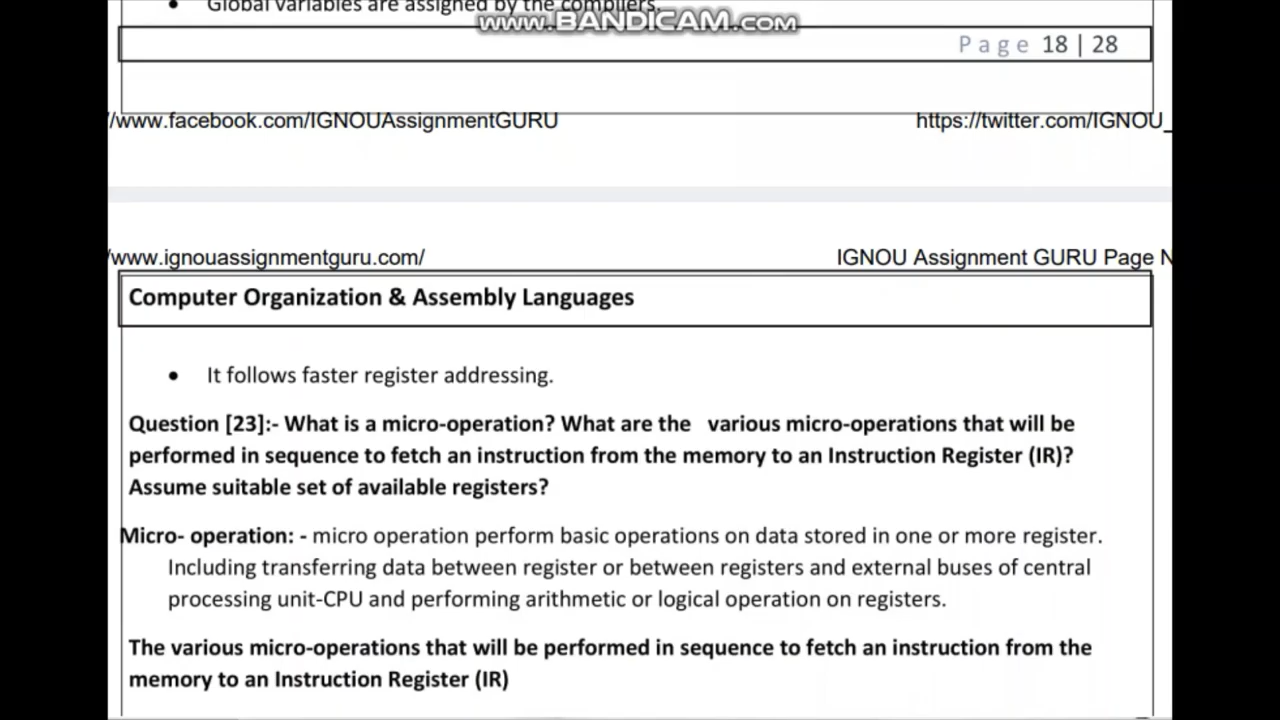 • Global variables are assigned by the compilers.
www.BANDICAM.com
Page 18 | 28
/www.facebook.com/IGNOUAssignmentGURU https://twitter.com/IGNOU_
/www.ignouassignmentguru.com/ IGNOU Assignment GURU Page N
Computer Organization & Assembly Languages
• It follows faster register addressing.
Question [23]:- What is a micro-operation? What are the various micro-operations that will be
performed in sequence to fetch an instruction from the memory to an Instruction Register (IR)?
Assume suitable set of available registers?
Micro- operation: - micro operation perform basic operations on data stored in one or more register.
Including transferring data between register or between registers and external buses of central
processing unit-CPU and performing arithmetic or logical operation on registers.
The various micro-operations that will be performed in sequence to fetch an instruction from the
memory to an Instruction Register (IR)